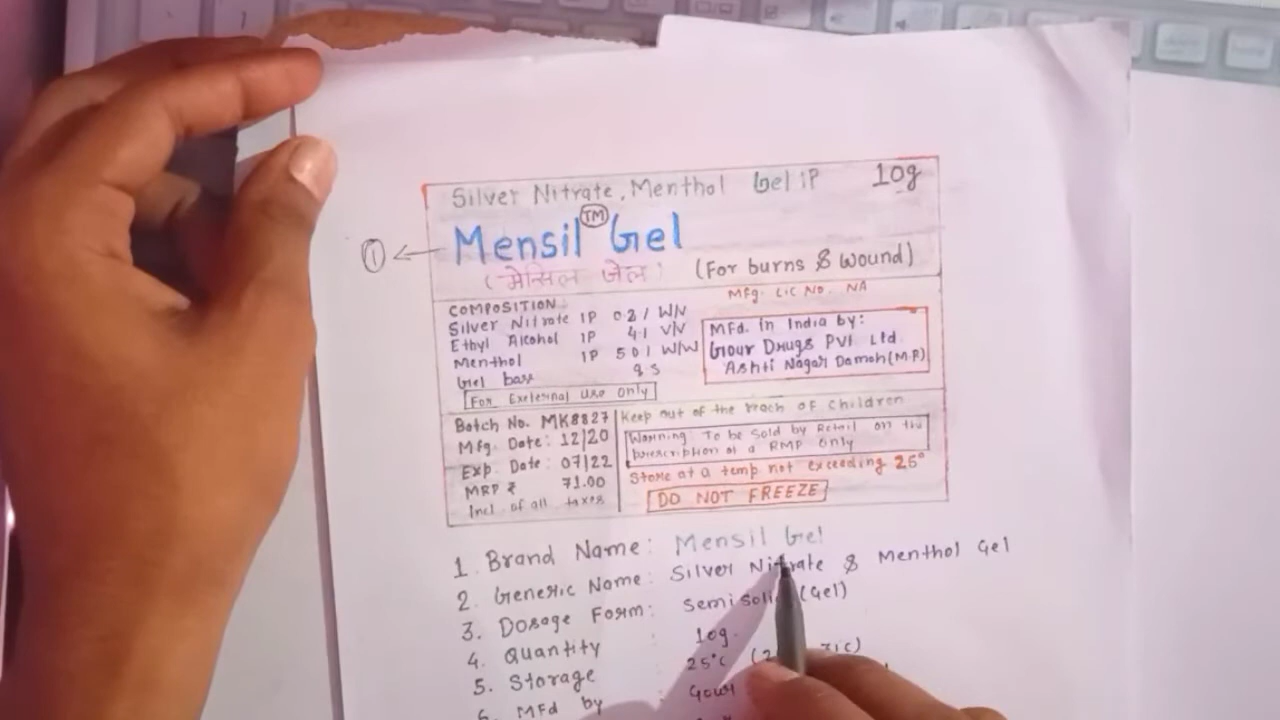 Silver Nitrate, Menthol Gel IP 10g
① ← Mensil TM Gel
(मेन्सिल जेल) (For burns & wound)
Mfg. Lic No. NA
COMPOSITION:
Silver Nitrate IP 0.2% W/W
Ethyl Alcohol IP 4.1 V/V
Menthol IP W/W
Gel base q.s
For Exeternal Use Only
Mfd. In India by:
Gour Drugs Pvt Ltd
Ashti Nagar Damoh (M.P)
Batch No. MK8827
Mfg. Date: 12/20
Exp. Date: 07/22
MRP ₹ 71.00
Incl. of all taxes
Keep out of the reach of Children
Warning: To be Sold by Retail on the
prescription of a RMP Only
Store at a temp not exceeding 25°
DO NOT FREEZE
1. Brand Name: Mensil Gel
2. Generic Name: Silver Nitrate & Menthol Gel
3. Dosage Form: Semisolid (Gel)
4. Quantity : 10g.
5. Storage : 25°C
6. Mfd by Gour